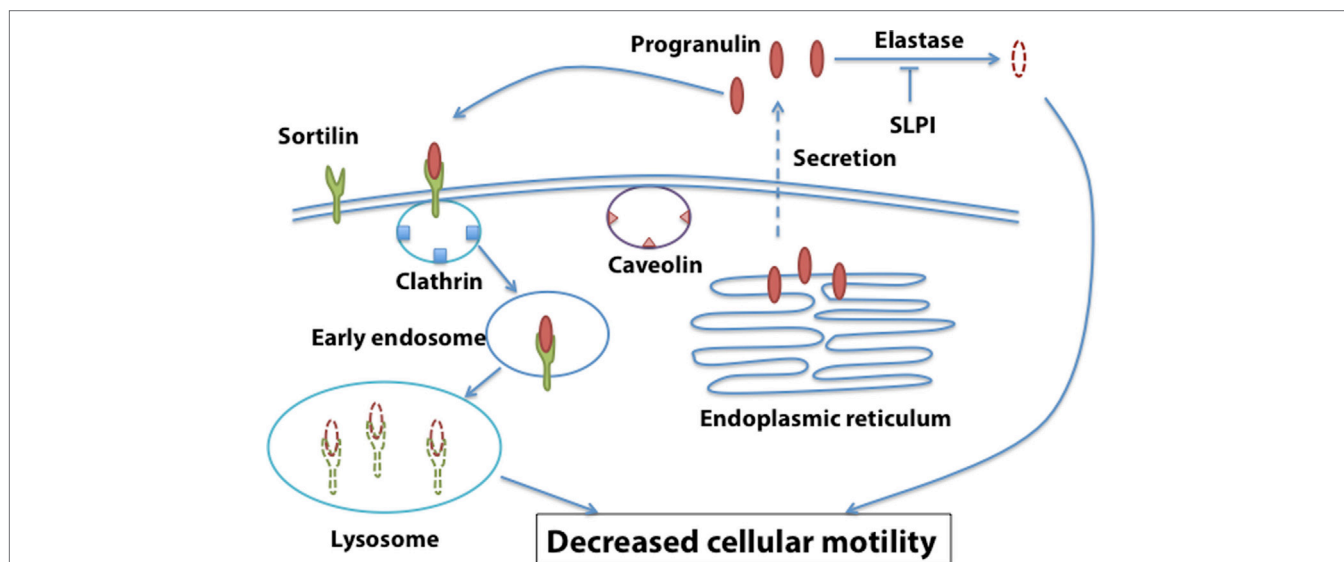 Progranulin
Elastase
SLPI
Sortilin
Secretion
Clathrin
Caveolin
Early endosome
Endoplasmic reticulum
Lysosome
Decreased cellular motility